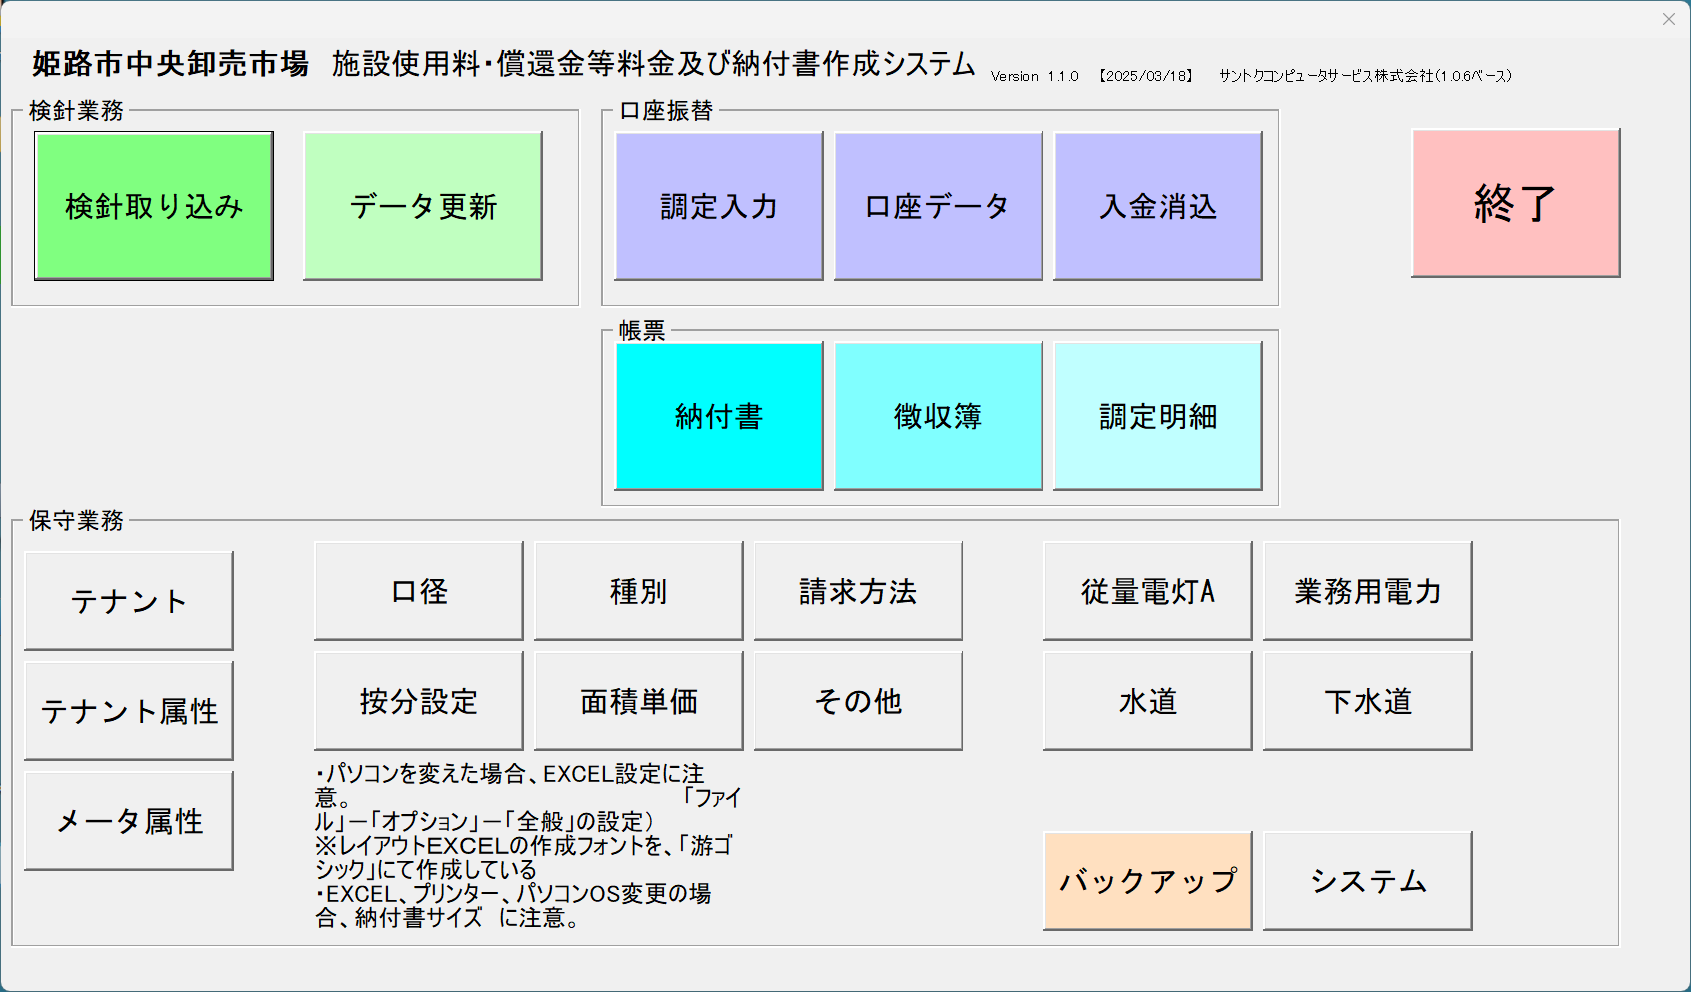 姫路市中央卸売市場 施設使用料・償還金等料金及び納付書作成システム Version 1.1.0 【2025/03/18】 サントクコンピュータサービス株式会社(1.0.6ベース)
検針業務
検針取り込み
データ更新
口座振替
調定入力
口座データ
入金消込
終了
帳票
納付書
徴収簿
調定明細
保守業務
テナント
テナント属性
メータ属性
口径
種別
請求方法
従量電灯A
業務用電力
按分設定
面積単価
その他
水道
下水道
・パソコンを変えた場合、EXCEL設定に注
意。 「ファイ
ル」－「オプション」－「全般」の設定）
※レイアウトEXCELの作成フォントを、「游ゴ
シック」にて作成している
・EXCEL、プリンター、パソコンOS変更の場
合、納付書サイズ に注意。
バックアップ
システム